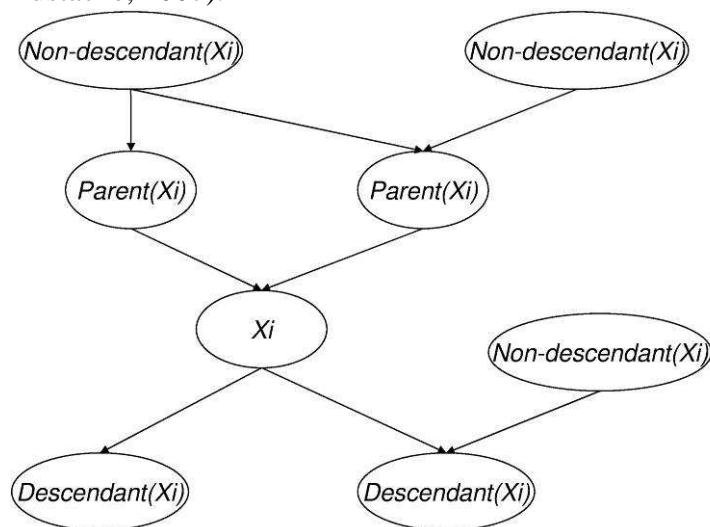 Non-descendant(Xi) Non-descendant(Xi)
Parent(Xi) Parent(Xi)
Xi
Non-descendant(Xi)
Descendant(Xi) Descendant(Xi)